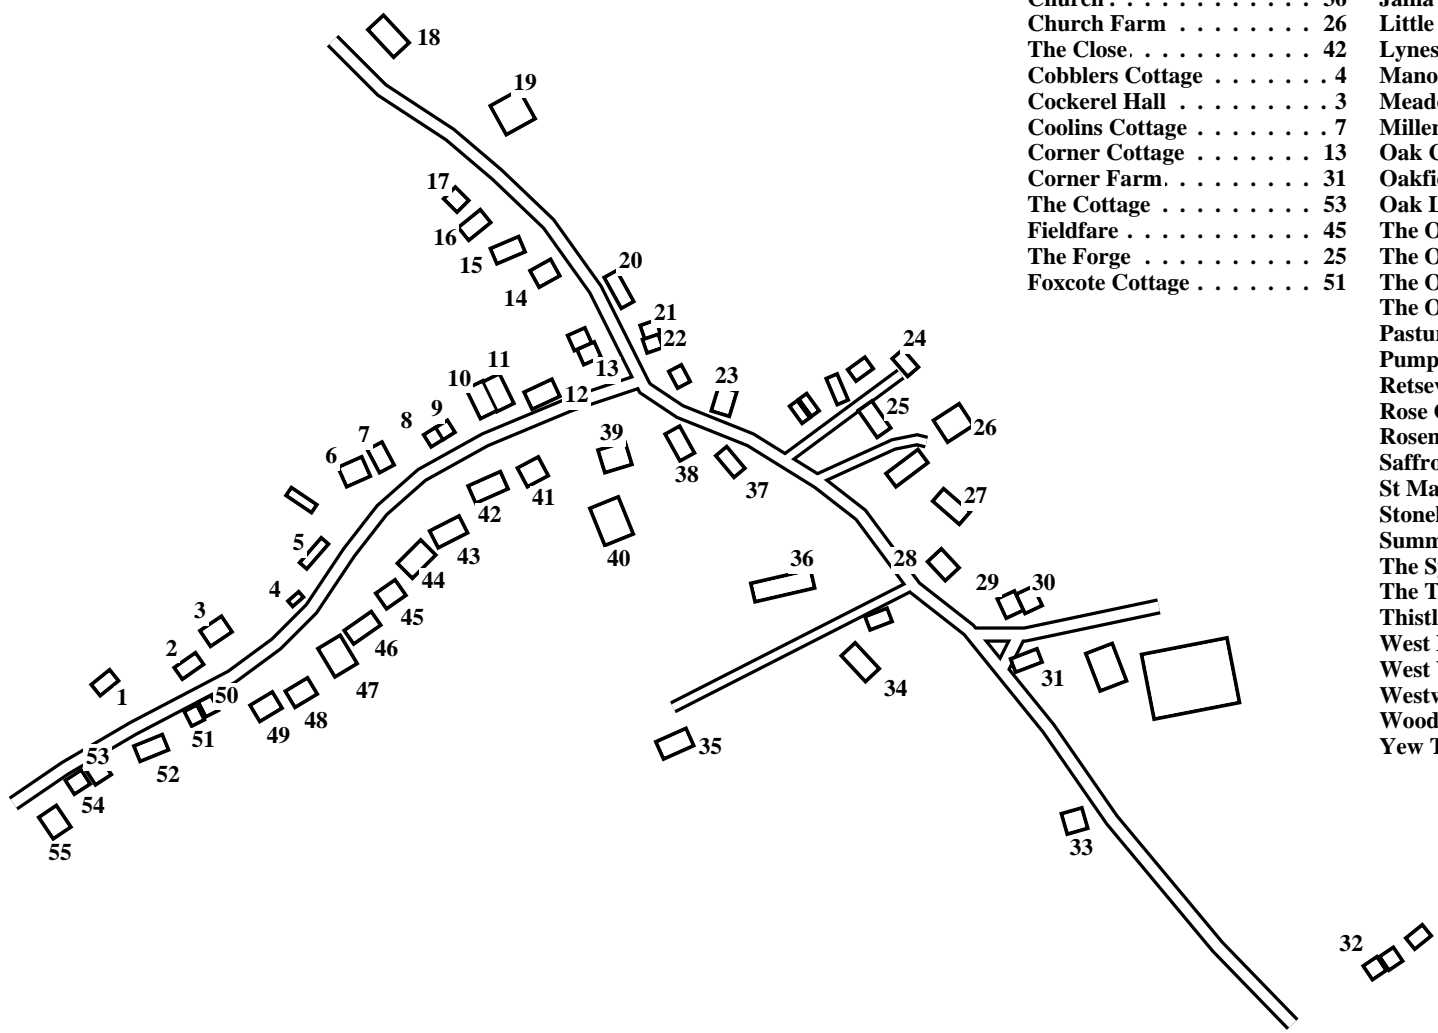 18
19
17
16
15
14
20
21
22
13
11
10
12
9
8
7
6
5
4
3
2
1
23
24
25
26
27
28
29
30
31
39
38
37
41
42
40
43
44
45
46
47
48
49
50
51
52
53
54
55
36
34
35
33
32
Church . . . . . . . . . . . . 36
Church Farm . . . . . . . . 26
The Close. . . . . . . . . . . 42
Cobblers Cottage . . . . . . . 4
Cockerel Hall . . . . . . . . . 3
Coolins Cottage . . . . . . . . 7
Corner Cottage . . . . . . . 13
Corner Farm. . . . . . . . . 31
The Cottage . . . . . . . . . 53
Fieldfare . . . . . . . . . . . 45
The Forge . . . . . . . . . . 25
Foxcote Cottage . . . . . . . 51
Little
Lynes
Mano
Mead
Miller
Oak C
Oakfi
Oak L
The O
The O
The O
The O
Pastu
Pump
Retse
Rose
Rosen
Saffro
St Ma
Stone
Summ
The S
The T
Thistl
West
West
Westw
Wood
Yew T